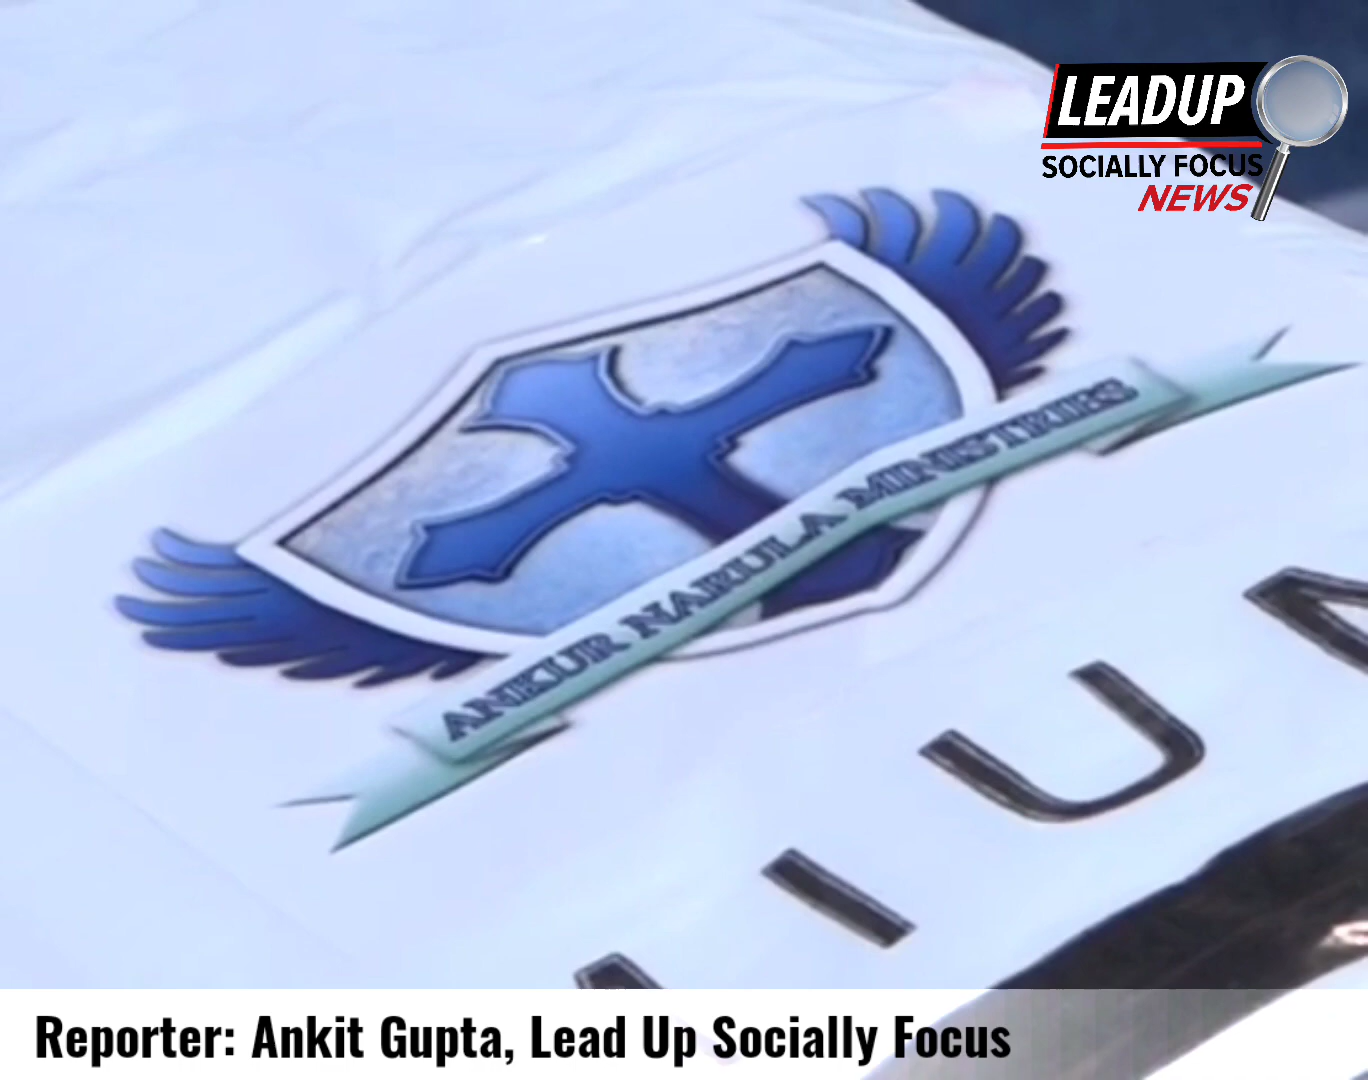 LEADUP
SOCIALLY FOCUS
NEWS
ANKUR NARULA MINISTRIES
I U
Reporter: Ankit Gupta, Lead Up Socially Focus